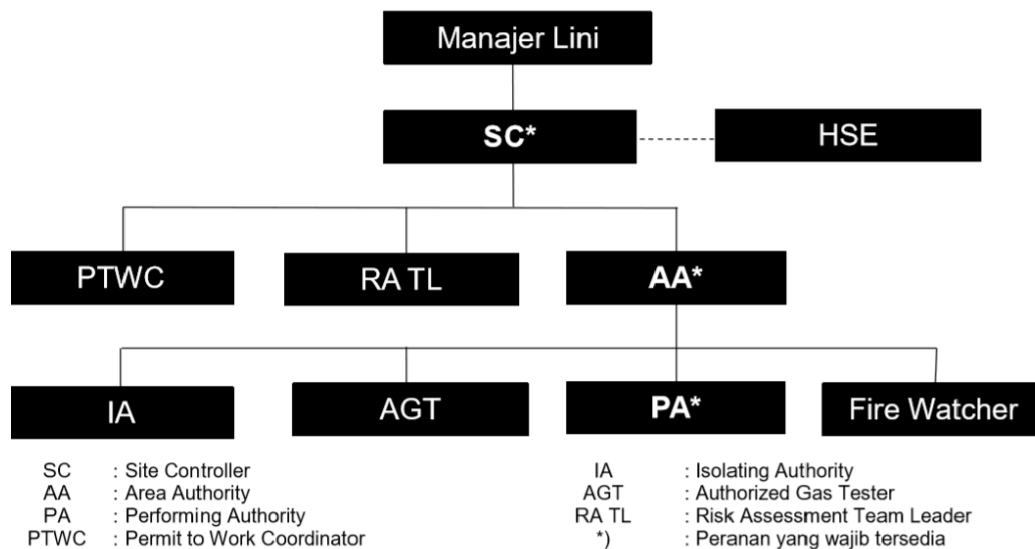 Manajer Lini
SC*
HSE
PTWC
RA TL
AA*
IA
AGT
PA*
Fire Watcher
SC : Site Controller
AA : Area Authority
PA : Performing Authority
PTWC : Permit to Work Coordinator
IA : Isolating Authority
AGT : Authorized Gas Tester
RA TL : Risk Assessment Team Leader
*) : Peranan yang wajib tersedia